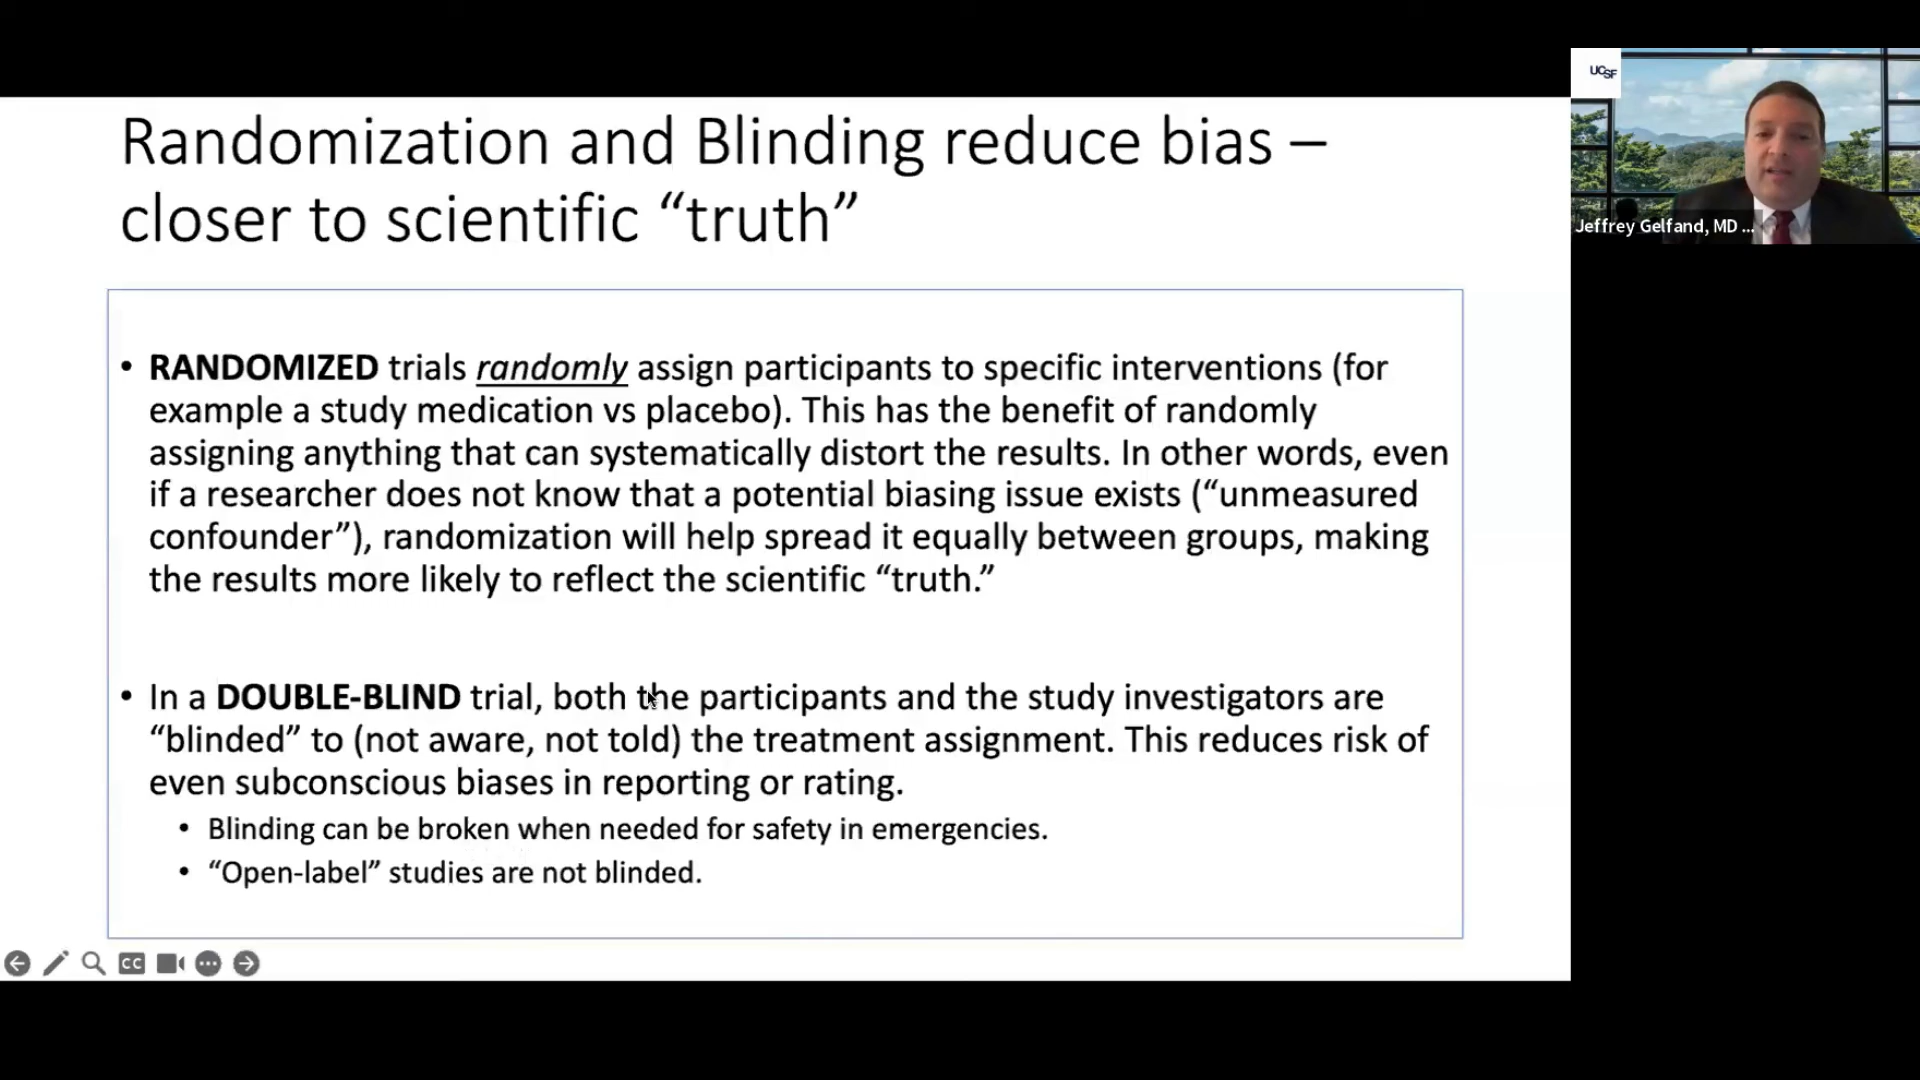 Randomization and Blinding reduce bias –
closer to scientific “truth”
• RANDOMIZED trials randomly assign participants to specific interventions (for
example a study medication vs placebo). This has the benefit of randomly
assigning anything that can systematically distort the results. In other words, even
if a researcher does not know that a potential biasing issue exists (“unmeasured
confounder”), randomization will help spread it equally between groups, making
the results more likely to reflect the scientific “truth.”
• In a DOUBLE-BLIND trial, both the participants and the study investigators are
“blinded” to (not aware, not told) the treatment assignment. This reduces risk of
even subconscious biases in reporting or rating.
• Blinding can be broken when needed for safety in emergencies.
• “Open-label” studies are not blinded.
CC
UCSF
Jeffrey Gelfand, MD ...